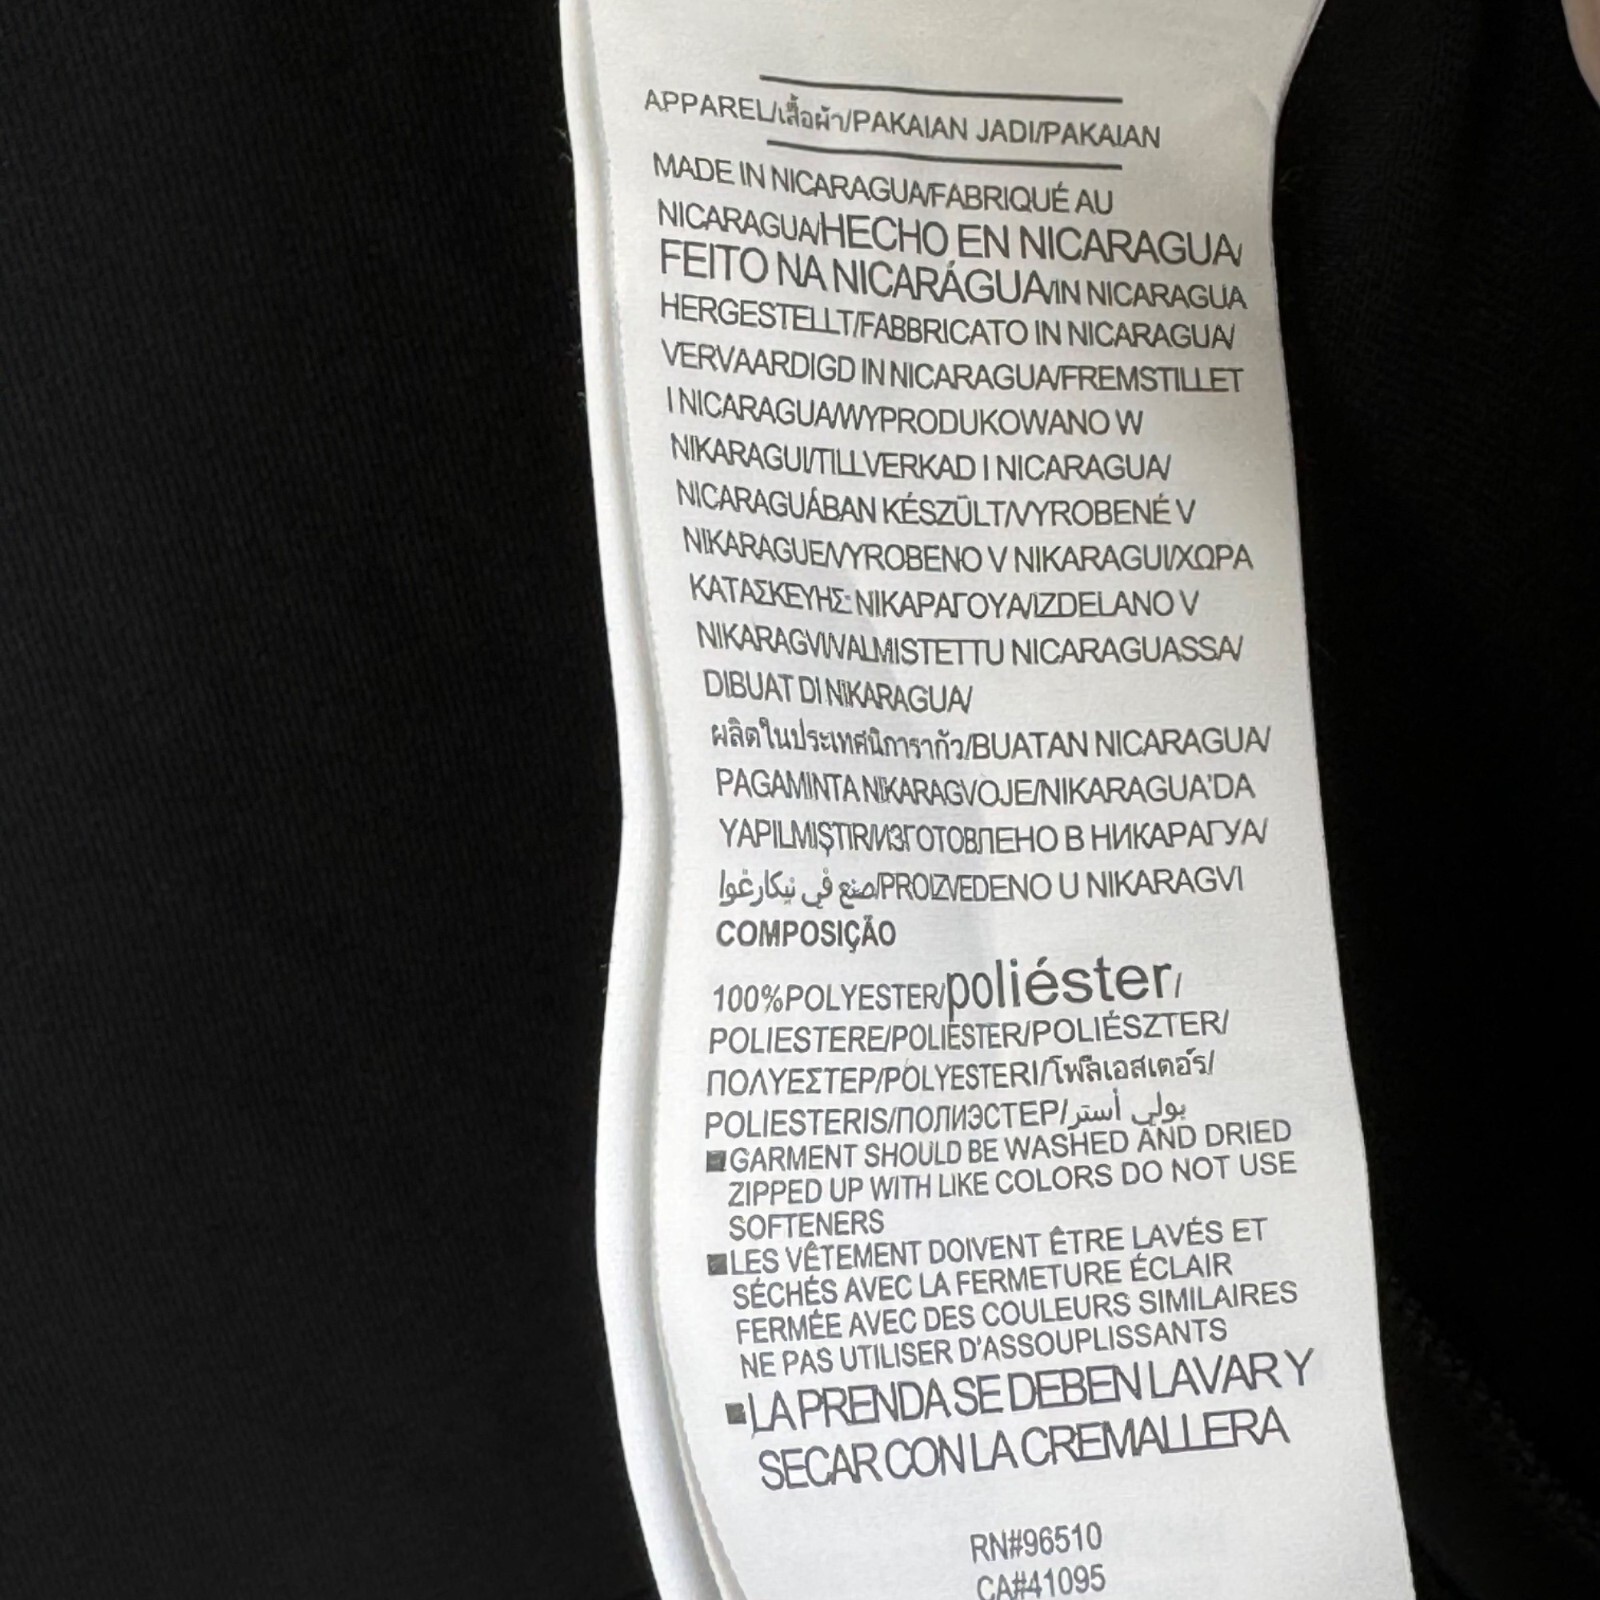 APPAREL/เสื้อผ้า/PAKAIAN JADI/PAKAIAN
MADE IN NICARAGUA/FABRIQUÉ AU
NICARAGUA/HECHO EN NICARAGUA/
FEITO NA NICARÁGUA/IN NICARAGUA
HERGESTELLT/FABBRICATO IN NICARAGUA/
VERVAARDIGD IN NICARAGUA/FREMSTILLET
I NICARAGUA/WYPRODUKOWANO W
NIKARAGUI/TILLVERKAD I NICARAGUA/
NICARAGUÁBAN KÉSZÜLT/VYROBENÉ V
NIKARAGUE/VYROBENO V NIKARAGUI/ΧΩΡΑ
ΚΑΤΑΣΚΕΥΗΣ: ΝΙΚΑΡΑΓΟΥΑ/IZDELANO V
NIKARAGVI/VALMISTETTU NICARAGUASSA/
DIBUAT DI NIKARAGUA/
ผลิตในประเทศนิการากัว/BUATAN NICARAGUA/
PAGAMINTA NIKARAGVOJE/NIKARAGUA'DA
YAPILMIŞTIR/ИЗГОТОВЛЕНО В НИКАРАГУА/
صنع في نيكارغوا/PROIZVEDENO U NIKARAGVI
COMPOSIÇÃO
100%POLYESTER/poliéster/
POLIESTERE/POLIÉSTER/POLIÉSZTER/
ΠΟΛΥΕΣΤΕΡ/POLYESTERI/โพลีเอสเตอร์/
POLIESTERIS/ПОЛИЭСТЕР/بولي أستر
■GARMENT SHOULD BE WASHED AND DRIED
ZIPPED UP WITH LIKE COLORS DO NOT USE
SOFTENERS
■LES VÊTEMENT DOIVENT ÊTRE LAVÉS ET
SÉCHÉS AVEC LA FERMETURE ÉCLAIR
FERMÉE AVEC DES COULEURS SIMILAIRES
NE PAS UTILISER D'ASSOUPLISSANTS
■LA PRENDA SE DEBEN LAVAR Y
SECAR CON LA CREMALLERA
RN#96510
CA#41095